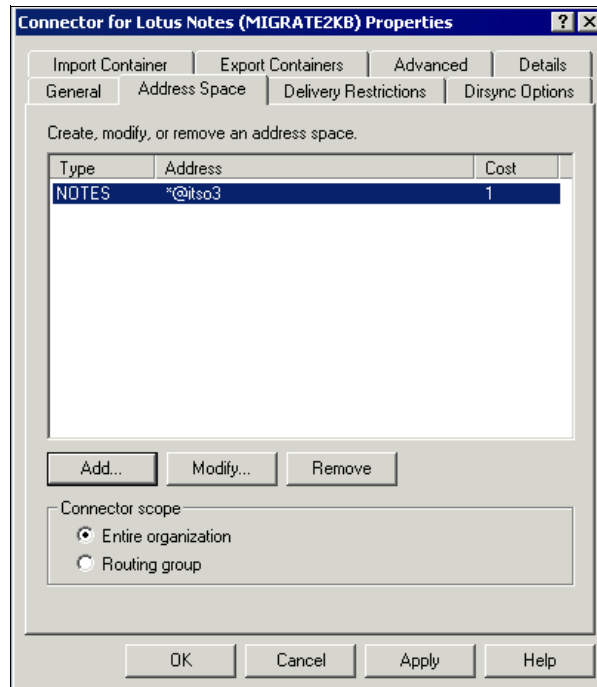 Connector for Lotus Notes (MIGRATE2KB) Properties
Import Container Export Containers Advanced Details
General Address Space Delivery Restrictions Dirsync Options
Create, modify, or remove an address space.
Type Address Cost
NOTES *@itso3 1
Add... Modify... Remove
Connector scope
Entire organization
Routing group
OK Cancel Apply Help